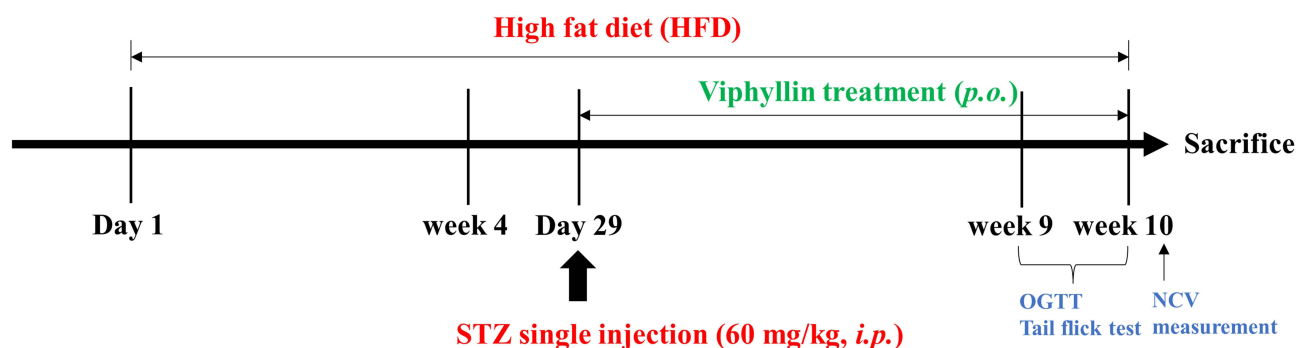 High fat diet (HFD)
Viphyllin treatment (p.o.)
Sacrifice
Day 1
week 4
Day 29
week 9
week 10
OGTT
Tail flick test
NCV
measurement
STZ single injection (60 mg/kg, i.p.)